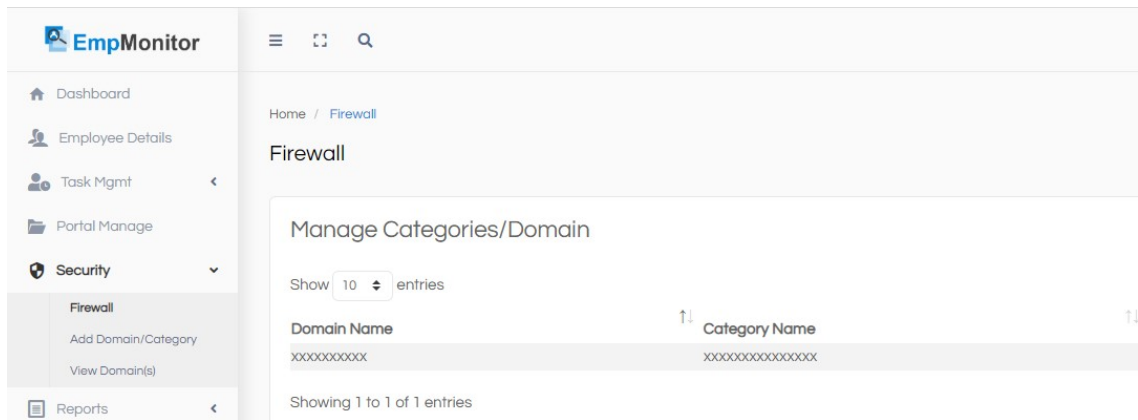 EmpMonitor
Dashboard
Employee Details
Task Mgmt
Portal Manage
Security
Firewall
Add Domain/Category
View Domain(s)
Reports
Home / Firewall
Firewall
Manage Categories/Domain
Show 10 entries
Domain Name Category Name
xxxxxxxxxx xxxxxxxxxxxxxxx
Showing 1 to 1 of 1 entries